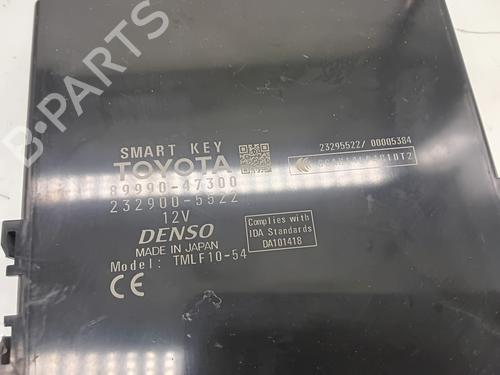 SMART KEY
TOYOTA
89990-47300
232900-5522
12V
DENSO
MADE IN JAPAN
Model: TMLF10-54
CE
23295522/ 00005384
Complies with
IDA Standards
DA101418
B-PARTS